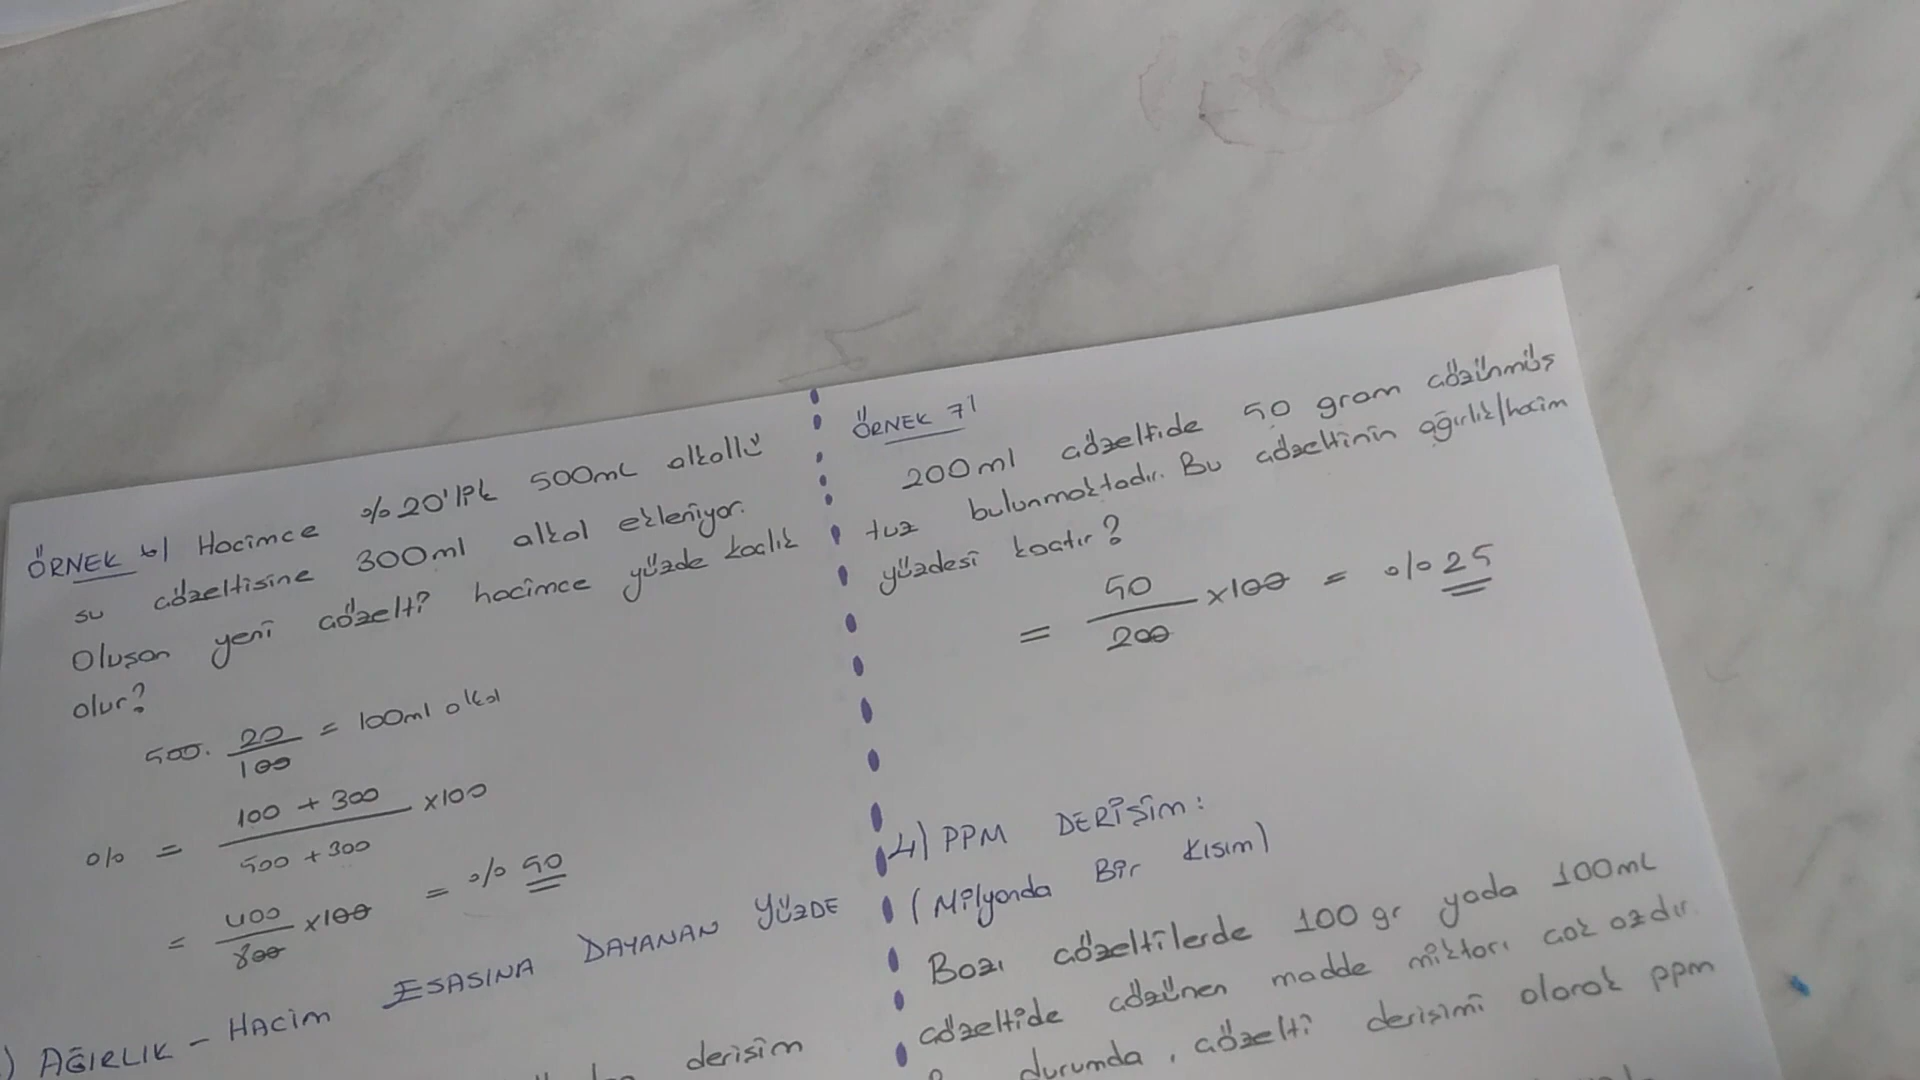 ÖRNEK 6) Hacimce %20'lik 500mL alkollü
su çözeltisine 300ml alkol ekleniyor.
Oluşan yeni çözelti hacimce yüzde kaçlık
olur?
500. 20/100 = 100ml alkol
% = 100 + 300 / 500 + 300 x100
= 400/800 x100 = % 50
) AĞIRLIK - HACİM ESASINA DAYANAN YÜZDE
derişim
ÖRNEK 7)
200ml çözeltide 50 gram çözünmüş
tuz bulunmaktadır. Bu çözeltinin ağırlık/hacim
yüzdesi kaçtır?
= 50/200 x100 = %25
4) PPM DERİŞİM:
(Milyonda Bir Kısım)
Bazı çözeltilerde 100 gr yada 100mL
çözeltide çözünen madde miktarı çok azdır.
durumda, çözelti derişimi olarak ppm